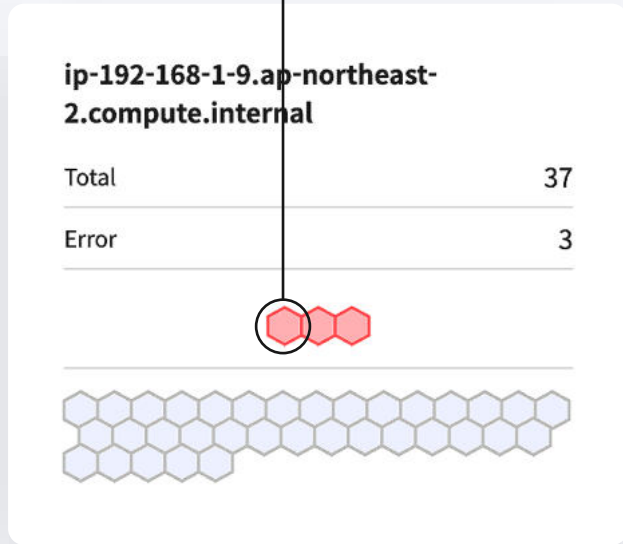 ip-192-168-1-9.ap-northeast-
2.compute.internal
Total 37
Error 3